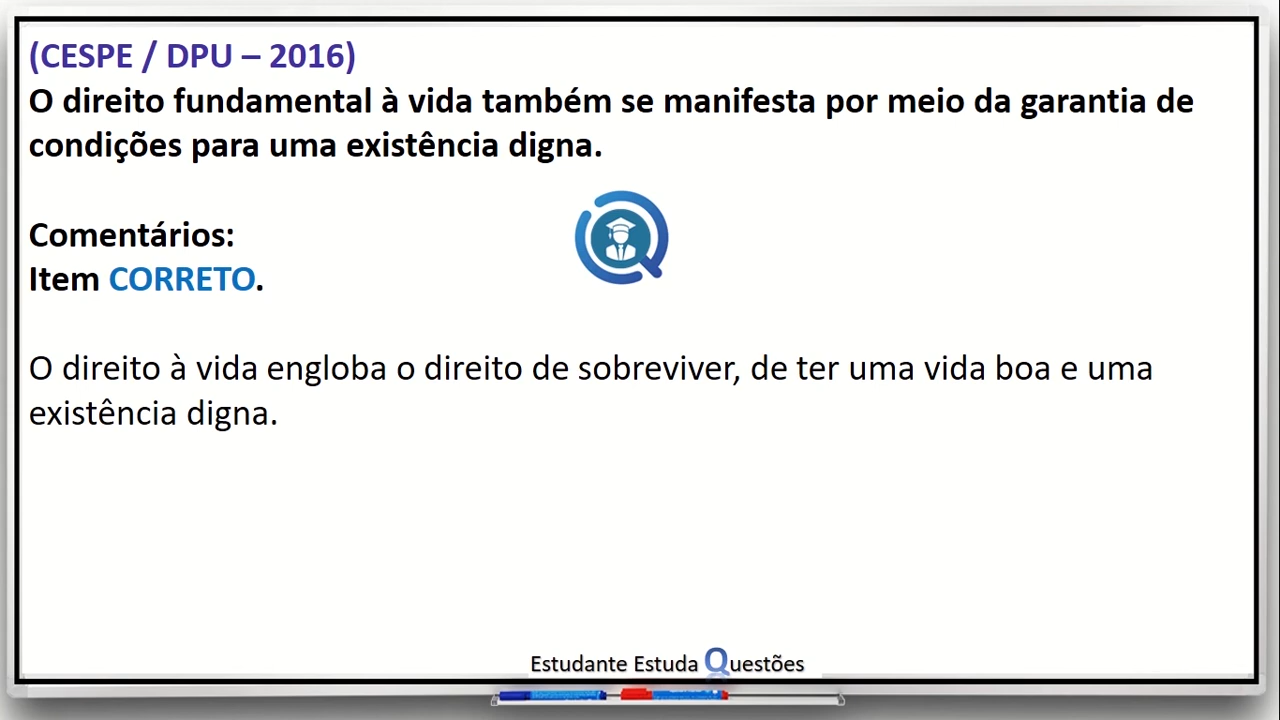 (CESPE / DPU – 2016)
O direito fundamental à vida também se manifesta por meio da garantia de
condições para uma existência digna.
Comentários:
Item CORRETO.
O direito à vida engloba o direito de sobreviver, de ter uma vida boa e uma
existência digna.
Estudante Estuda Questões